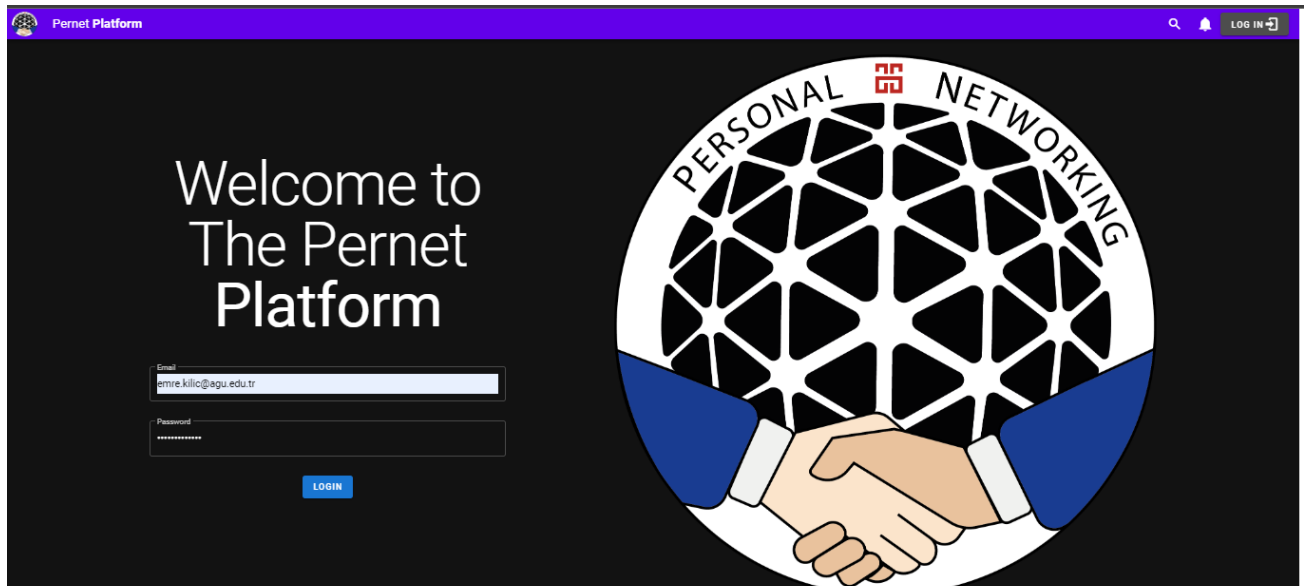 Pernet Platform
LOG IN
PERSONAL NETWORKING
Welcome to
The Pernet
Platform
Email
emre.kilic@agu.edu.tr
Password
•••••••••••••
LOGIN